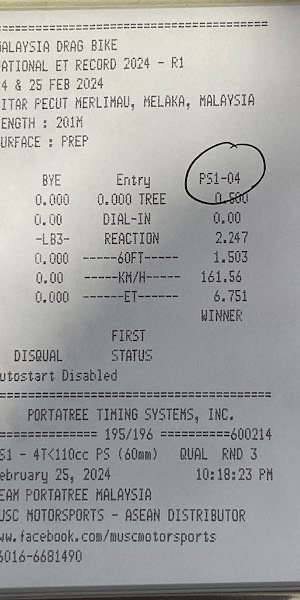 MALAYSIA DRAG BIKE
NATIONAL ET RECORD 2024 - R1
4 & 25 FEB 2024
LITAR PECUT MERLIMAU, MELAKA, MALAYSIA
LENGTH : 201M
SURFACE : PREP
BYE Entry PS1-04
0.000 0.000 TREE 0.500
0.00 DIAL-IN 0.00
-LB3- REACTION 2.247
0.000 -----60FT----- 1.503
0.00 -----KM/H----- 161.56
0.000 ------ET------ 6.751
WINNER
FIRST
DISQUAL STATUS
Autostart Disabled
PORTATREE TIMING SYSTEMS, INC.
============ 195/196 ===========600214
PS1 - 4T<110cc PS (60mm) QUAL RND 3
February 25, 2024 10:18:23 PM
TEAM PORTATREE MALAYSIA
MUSC MOTORSPORTS - ASEAN DISTRIBUTOR
www.facebook.com/muscmotorsports
6016-6681490